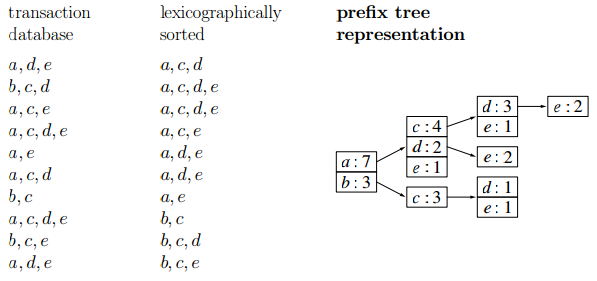 transaction lexicographically prefix tree
database sorted representation
a, d, e a, c, d
b, c, d a, c, d, e
a, c, e a, c, d, e
a, c, d, e a, c, e
a, e a, d, e
a, c, d a, d, e
b, c a, e
a, c, d, e b, c
b, c, e b, c, d
a, d, e b, c, e
a : 7
b : 3
c : 4
d : 2
e : 1
c : 3
d : 3
e : 1
e : 2
d : 1
e : 1
e : 2